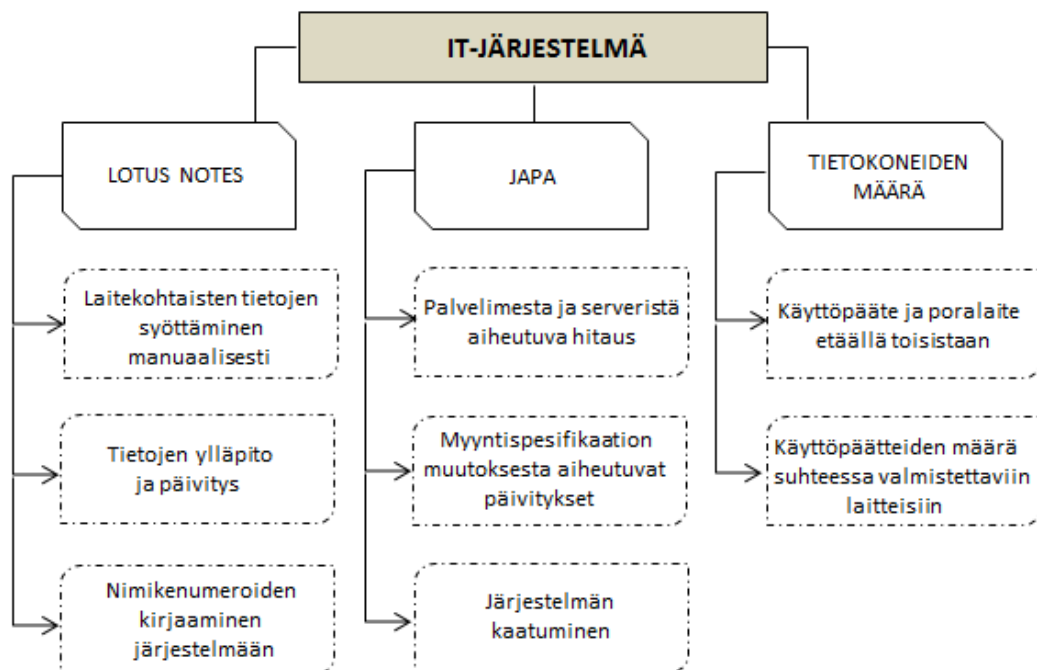 IT-JÄRJESTELMÄ
LOTUS NOTES
Laitekohtaisten tietojen
syöttäminen
manuaalisesti
Tietojen ylläpito
ja päivitys
Nimikenumeroiden
kirjaaminen
järjestelmään
JAPA
Palvelimesta ja serveristä
aiheutuva hitaus
Myyntispesifikaation
muutoksesta aiheutuvat
päivitykset
Järjestelmän
kaatuminen
TIETOKONEIDEN
MÄÄRÄ
Käyttöpääte ja poralaite
etäällä toisistaan
Käyttöpäätteiden määrä
suhteessa valmistettaviin
laitteisiin